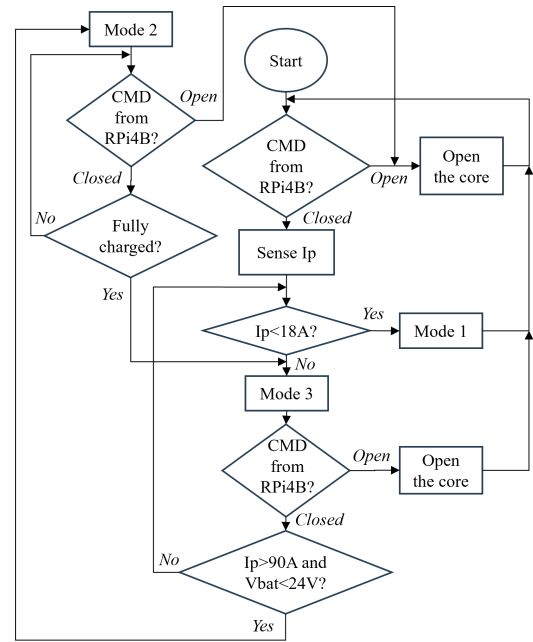 Mode 2
CMD
from
RPi4B?
Open
Closed
No
Fully
charged?
Yes
Start
CMD
from
RPi4B?
Open
Open
the core
Closed
Sense Ip
Ip<18A?
Yes
Mode 1
No
Mode 3
CMD
from
RPi4B?
Open
Open
the core
Closed
No
Ip>90A and
Vbat<24V?
Yes